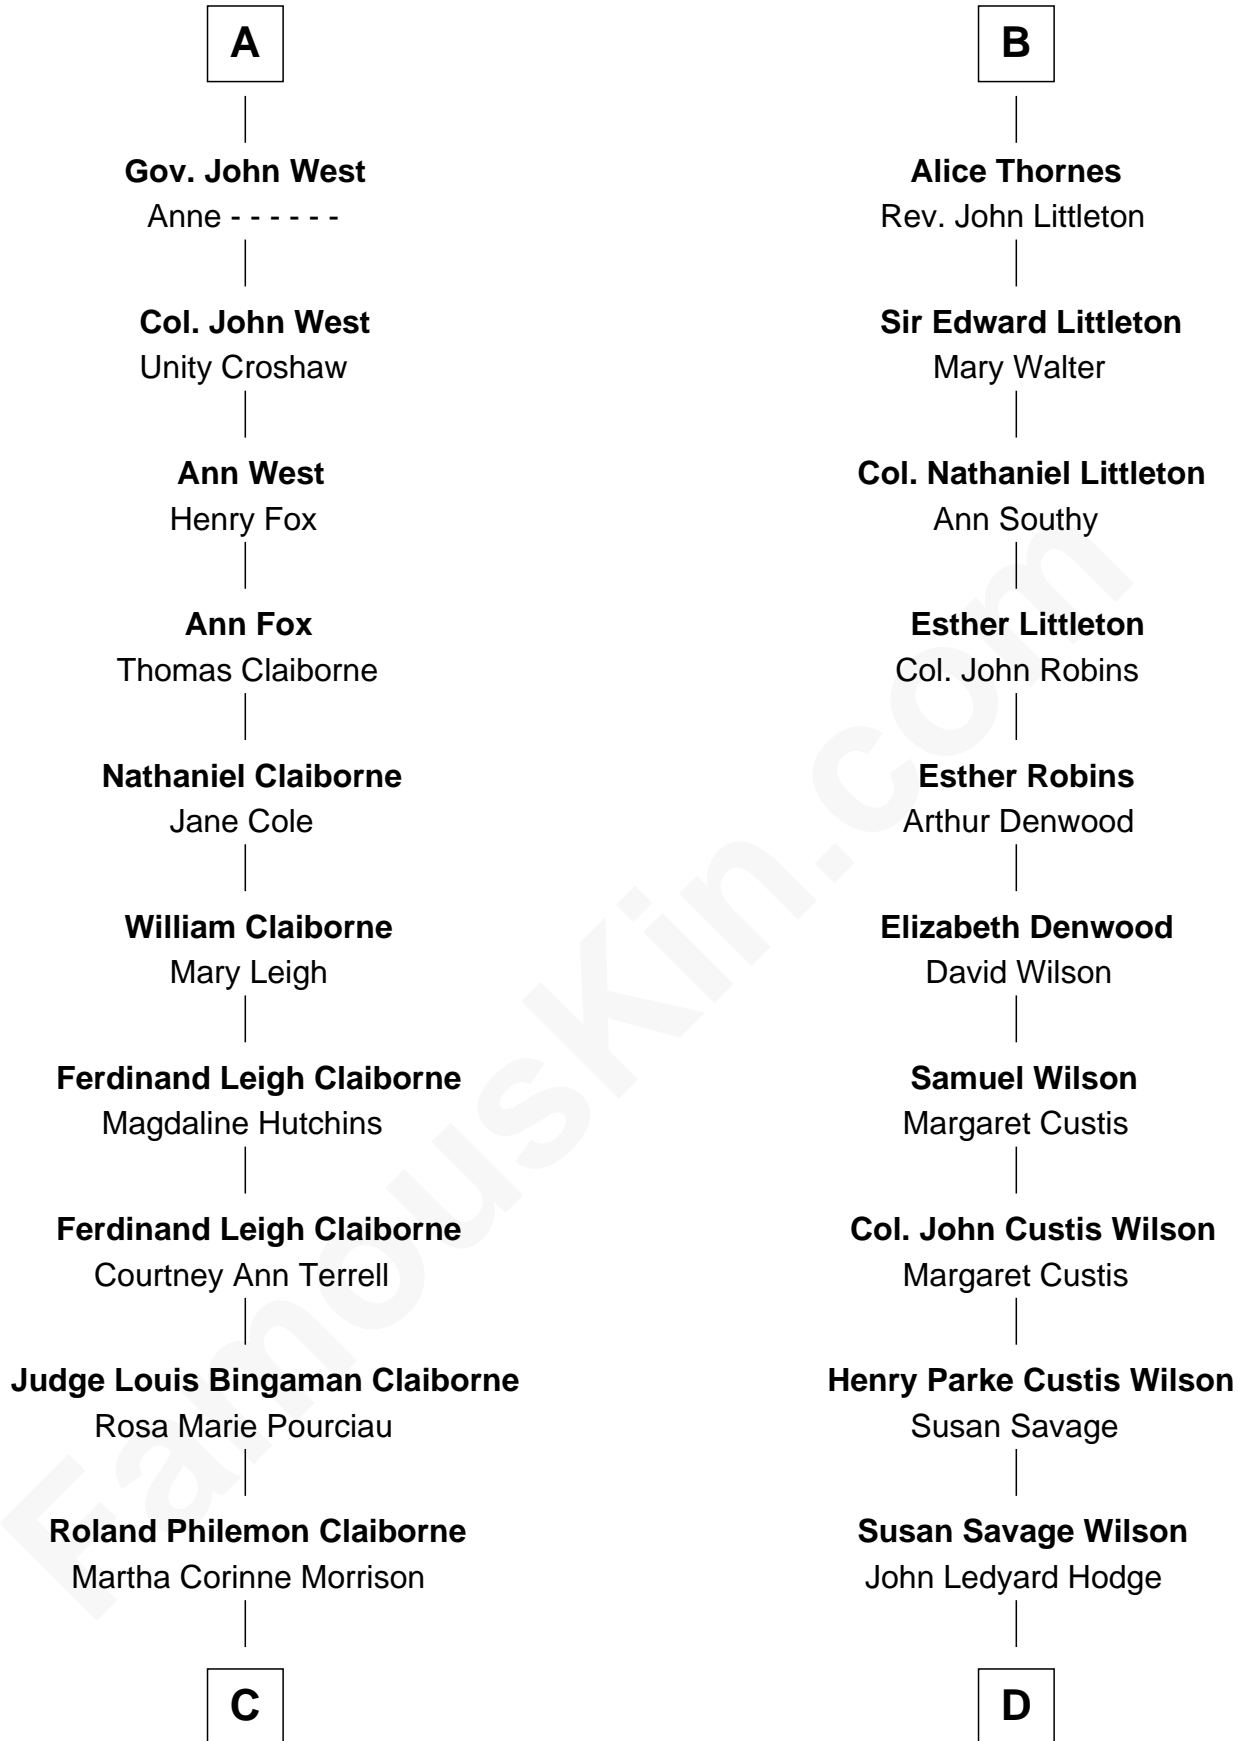 A
Gov. John West
Anne - - - - - -
Col. John West
Unity Croshaw
Ann West
Henry Fox
Ann Fox
Thomas Claiborne
Nathaniel Claiborne
Jane Cole
William Claiborne
Mary Leigh
Ferdinand Leigh Claiborne
Magdaline Hutchins
Ferdinand Leigh Claiborne
Courtney Ann Terrell
Judge Louis Bingaman Claiborne
Rosa Marie Pourciau
Roland Philemon Claiborne
Martha Corinne Morrison
C
B
Alice Thornes
Rev. John Littleton
Sir Edward Littleton
Mary Walter
Col. Nathaniel Littleton
Ann Southy
Esther Littleton
Col. John Robins
Esther Robins
Arthur Denwood
Elizabeth Denwood
David Wilson
Samuel Wilson
Margaret Custis
Col. John Custis Wilson
Margaret Custis
Henry Parke Custis Wilson
Susan Savage
Susan Savage Wilson
John Ledyard Hodge
D
FamousKin.com